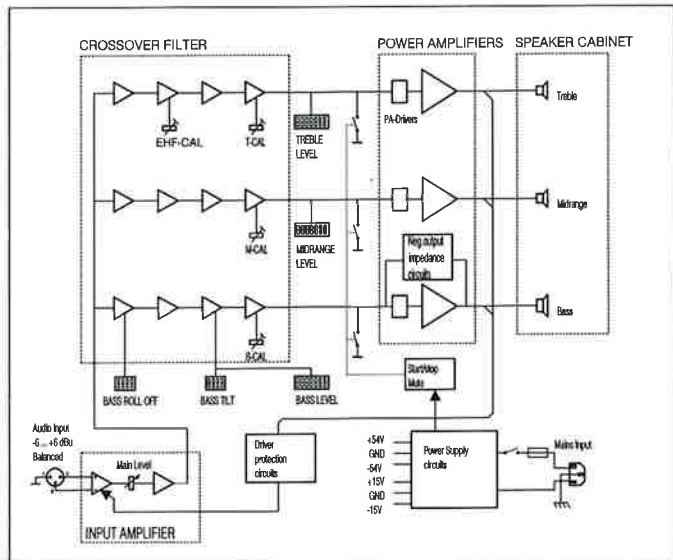 CROSSOVER FILTER
POWER AMPLIFIERS
SPEAKER CABINET
EHF-CAL
T-CAL
TREBLE
LEVEL
PA-Drivers
Treble
M-CAL
MIDRANGE
LEVEL
Midrange
Neg. output
impedance
circuits
B-CAL
Bass
BASS ROLL-OFF
BASS TILT
BASS LEVEL
Start/stop
Mute
Audio Input
-6 ... +6 dBu
Balanced
Main Level
Driver
protection
circuits
+54V
GND
-54V
+15V
GND
-15V
Power Supply
circuits
Mains Input
INPUT AMPLIFIER